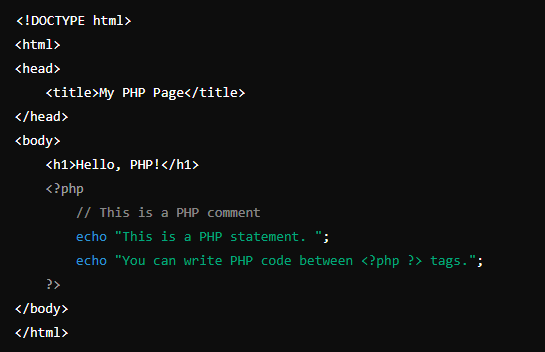 <!DOCTYPE html>
<html>
<head>
    <title>My PHP Page</title>
</head>
<body>
    <h1>Hello, PHP!</h1>
    <?php
        // This is a PHP comment
        echo "This is a PHP statement. ";
        echo "You can write PHP code between <?php ?> tags.";
    ?>
</body>
</html>